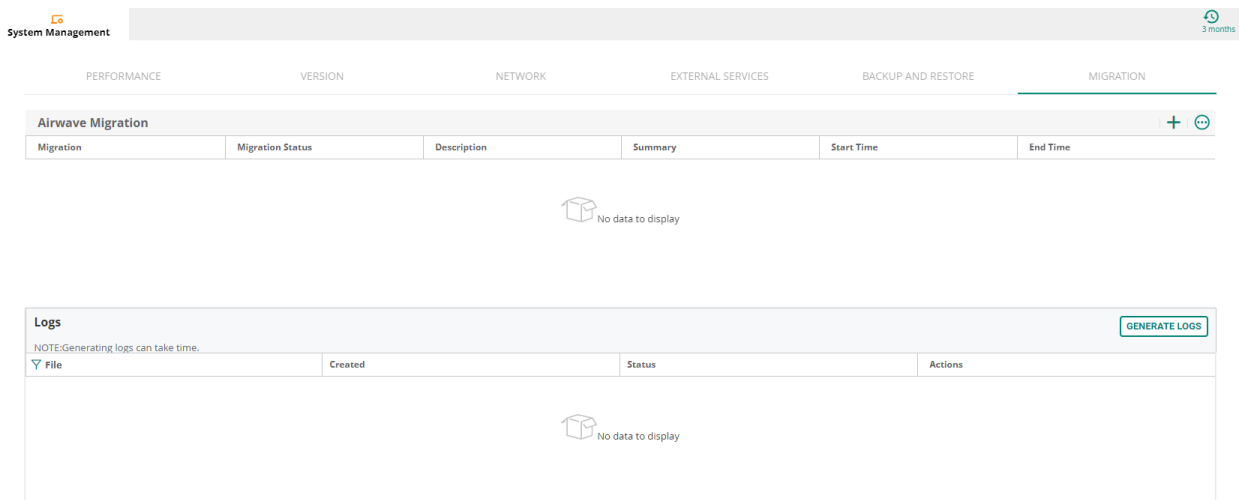 System Management
3 months
PERFORMANCE VERSION NETWORK EXTERNAL SERVICES BACKUP AND RESTORE MIGRATION
Airwave Migration
Migration Migration Status Description Summary Start Time End Time
No data to display
Logs
GENERATE LOGS
NOTE:Generating logs can take time.
File Created Status Actions
No data to display